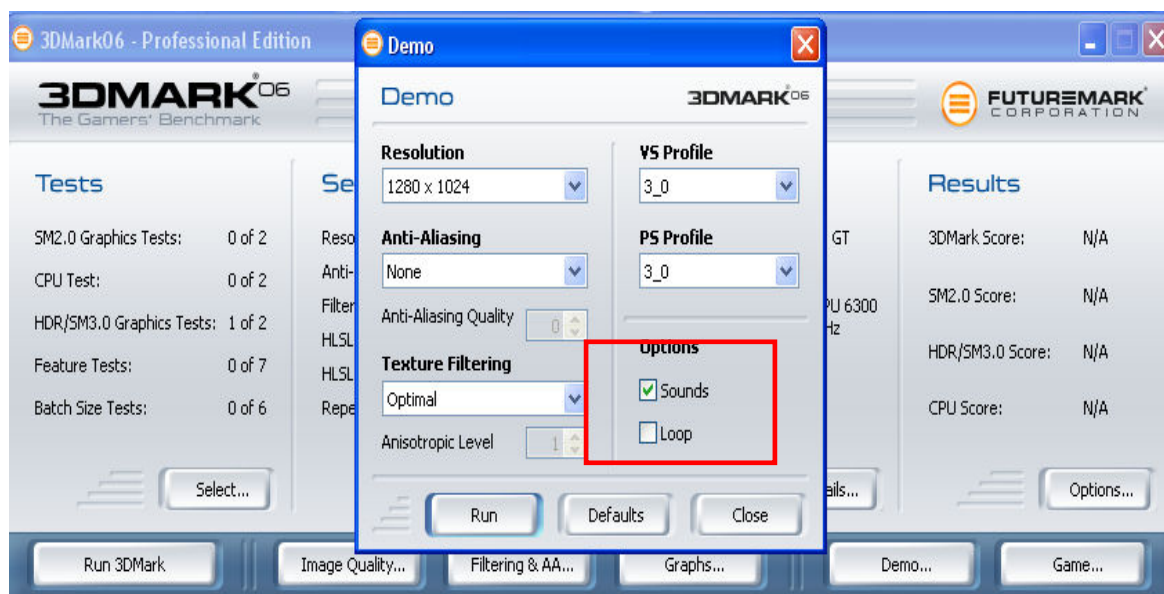 3DMark06 - Professional Edition
3DMARK°06
The Gamers' Benchmark
FUTUREMARK
CORPORATION
Tests
SM2.0 Graphics Tests: 0 of 2
CPU Test: 0 of 2
HDR/SM3.0 Graphics Tests: 1 of 2
Feature Tests: 0 of 7
Batch Size Tests: 0 of 6
Select...
Se
Reso
Anti-
Filter
HLSL
HLSL
Repe
Demo
Demo
3DMARK°06
Resolution
1280 x 1024
Anti-Aliasing
None
Anti-Aliasing Quality 0
Texture Filtering
Optimal
Anisotropic Level 1
VS Profile
3_0
PS Profile
3_0
Options
Sounds
Loop
Run
Defaults
Close
GT
PU 6300
Hz
ails...
Results
3DMark Score: N/A
SM2.0 Score: N/A
HDR/SM3.0 Score: N/A
CPU Score: N/A
Options...
Run 3DMark
Image Quality...
Filtering & AA...
Graphs...
Demo...
Game...